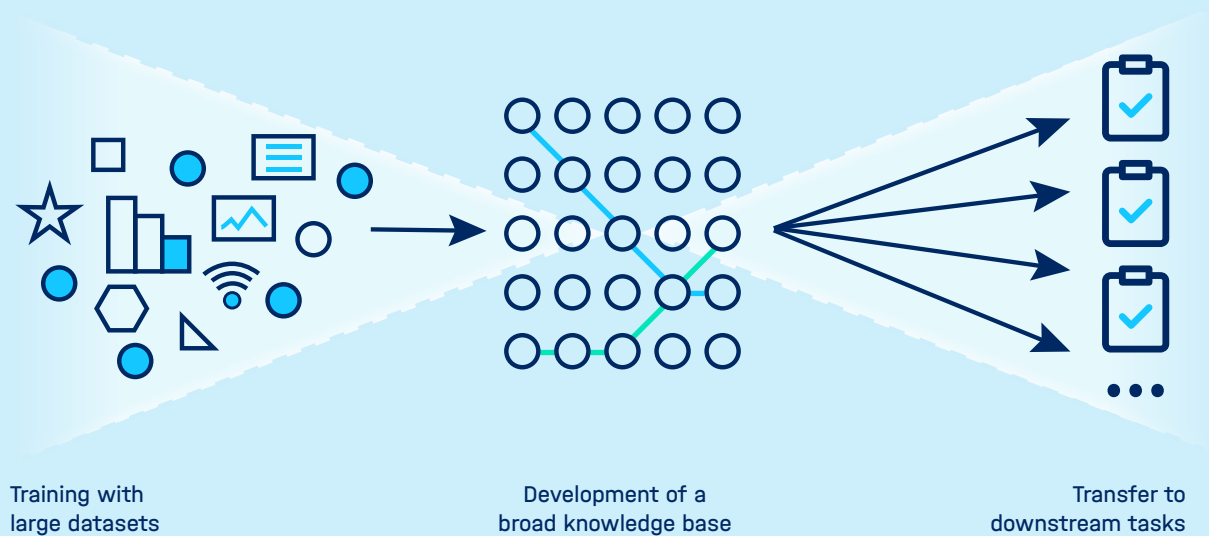 Training with
large datasets
Development of a
broad knowledge base
Transfer to
downstream tasks